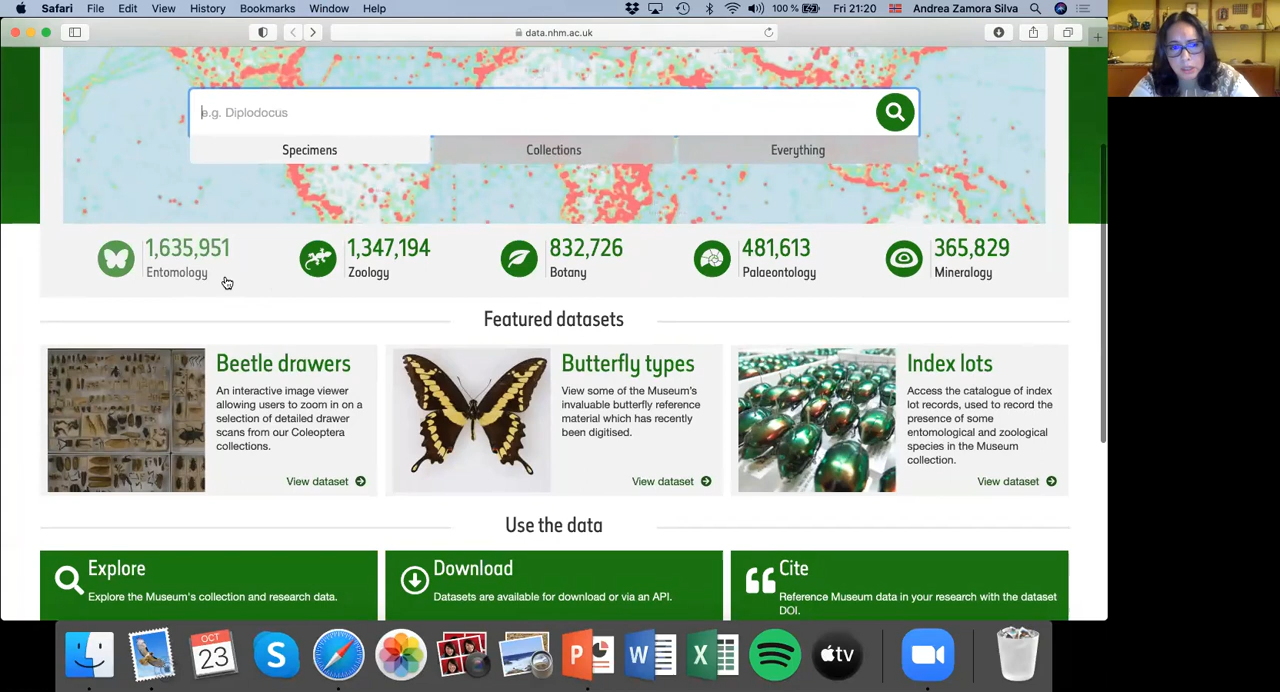 Safari File Edit View History Bookmarks Window Help 100 % Fri 21:20 Andrea Zamora Silva
data.nhm.ac.uk
e.g. Diplodocus
Specimens Collections Everything
1,635,951 1,347,194 832,726 481,613 365,829
Entomology Zoology Botany Palaeontology Mineralogy
Featured datasets
Beetle drawers
An interactive image viewer
allowing users to zoom in on a
selection of detailed drawer
scans from our Coleoptera
collections.
View dataset
Butterfly types
View some of the Museum's
invaluable butterfly reference
material which has recently
been digitised.
View dataset
Index lots
Access the catalogue of index
lot records, used to record the
presence of some
entomological and zoological
species in the Museum
collection.
View dataset
Use the data
Explore
Explore the Museum's collection and research data.
Download
Datasets are available for download or via an API.
Cite
Reference Museum data in your research with the dataset
DOI.
OCT
23
S
P
W
X
tv